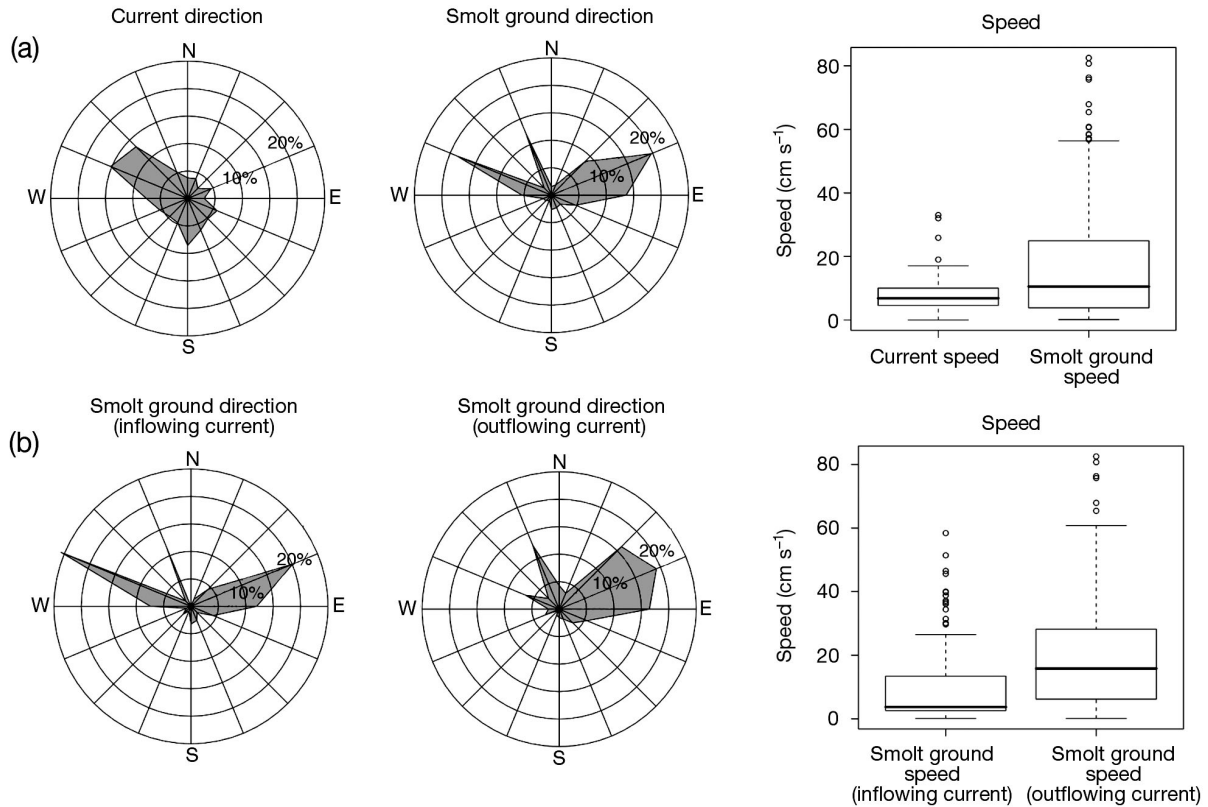 (a)
Current direction
N
W
E
S
20%
10%
Smolt ground direction
N
E
S
20%
10%
W
Speed
Speed (cm s⁻¹)
80
60
40
20
0
Current speed
Smolt ground
speed
(b)
Smolt ground direction
(inflowing current)
N
W
E
S
20%
10%
Smolt ground direction
(outflowing current)
N
W
E
S
20%
10%
Speed
Speed (cm s⁻¹)
80
60
40
20
0
Smolt ground
speed
(inflowing current)
Smolt ground
speed
(outflowing current)